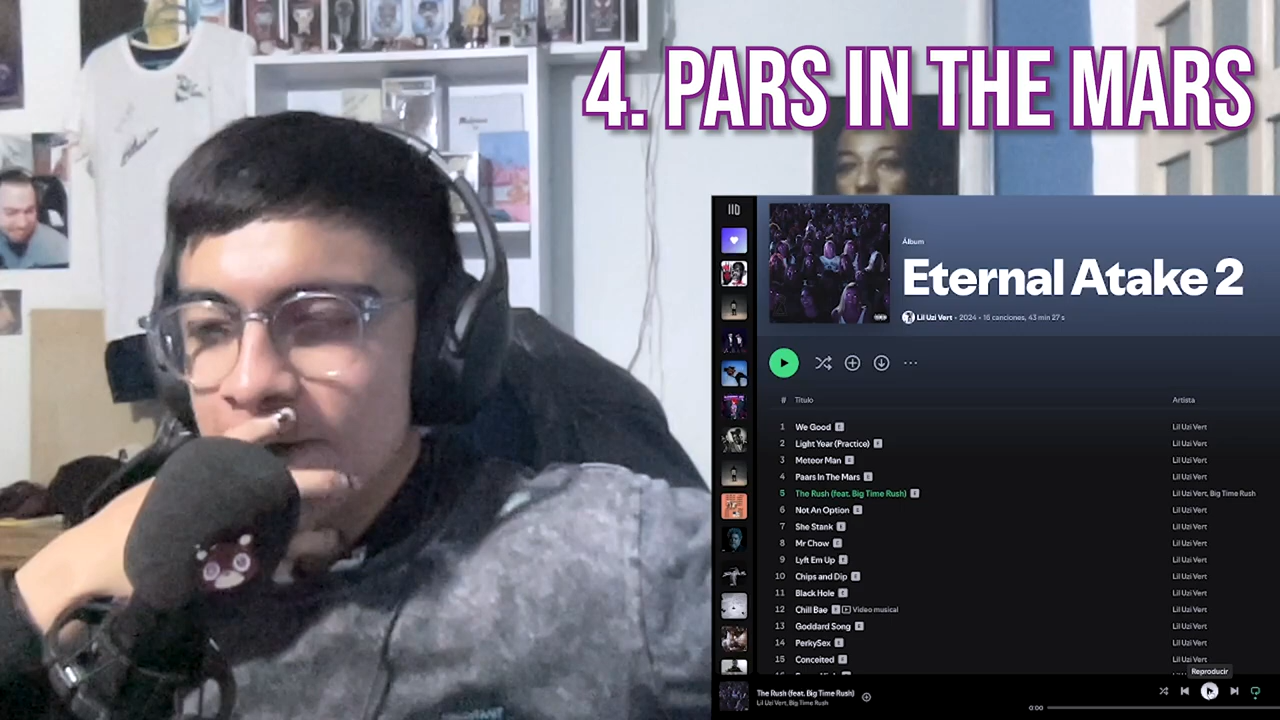 4. PARS IN THE MARS
Álbum
Eternal Atake 2
Lil Uzi Vert • 2024 • 16 canciones, 43 min 27 s
# Título Artista
1 We Good E Lil Uzi Vert
2 Light Year (Practice) E Lil Uzi Vert
3 Meteor Man E Lil Uzi Vert
4 Paars In The Mars E Lil Uzi Vert
5 The Rush (feat. Big Time Rush) E Lil Uzi Vert, Big Time Rush
6 Not An Option E Lil Uzi Vert
7 She Stank E Lil Uzi Vert
8 Mr Chow E Lil Uzi Vert
9 Lyft Em Up E Lil Uzi Vert
10 Chips and Dip E Lil Uzi Vert
11 Black Hole E Lil Uzi Vert
12 Chill Bae E Video musical Lil Uzi Vert
13 Goddard Song E Lil Uzi Vert
14 PerkySex E Lil Uzi Vert
15 Conceited E Lil Uzi Vert
Reproducir
The Rush (feat. Big Time Rush)
Lil Uzi Vert, Big Time Rush
0:00